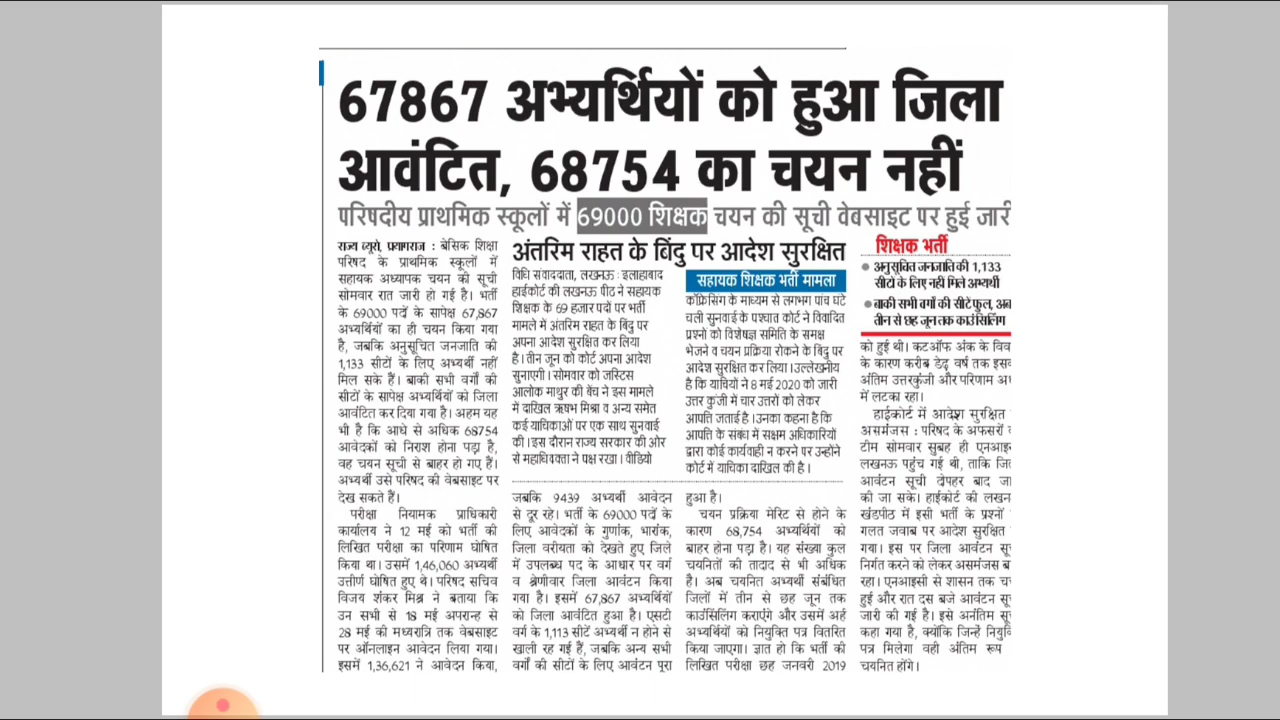 67867 अभ्यर्थियों को हुआ जिला
आवंटित, 68754 का चयन नहीं
परिषदीय प्राथमिक स्कूलों में 69000 शिक्षक चयन की सूची वेबसाइट पर हुई जारी
राज्य ब्यूरो, प्रयागराज : बेसिक शिक्षा
परिषद के प्राथमिक स्कूलों में
सहायक अध्यापक चयन की सूची
सोमवार रात जारी हो गई है। भर्ती
के 69000 पदों के सापेक्ष 67,867
अभ्यर्थियों का ही चयन किया गया
है, जबकि अनुसूचित जनजाति की
1,133 सीटों के लिए अभ्यर्थी नहीं
मिल सके हैं। बाकी सभी वर्गों की
सीटों के सापेक्ष अभ्यर्थियों को जिला
आवंटित कर दिया गया है। अहम यह
भी है कि आधे से अधिक 68754
आवेदकों को निराश होना पड़ा है,
वह चयन सूची से बाहर हो गए हैं।
अभ्यर्थी उसे परिषद की वेबसाइट पर
देख सकते हैं।
परीक्षा नियामक प्राधिकारी
कार्यालय ने 12 मई को भर्ती की
लिखित परीक्षा का परिणाम घोषित
किया था। उसमें 1,46,060 अभ्यर्थी
उत्तीर्ण घोषित हुए थे। परिषद सचिव
विजय शंकर मिश्र ने बताया कि
उन सभी से 18 मई अपरान्ह से
28 मई की मध्यरात्रि तक वेबसाइट
पर ऑनलाइन आवेदन लिया गया।
इसमें 1,36,621 ने आवेदन किया,
अंतरिम राहत के बिंदु पर आदेश सुरक्षित
विधि संवाददाता, लखनऊ : इलाहाबाद
हाईकोर्ट की लखनऊ पीठ ने सहायक
शिक्षक के 69 हजार पदों पर भर्ती
मामले में अंतरिम राहत के बिंदु पर
अपना आदेश सुरक्षित कर लिया
है। तीन जून को कोर्ट अपना आदेश
सुनाएगी। सोमवार को जस्टिस
आलोक माथुर की बेंच ने इस मामले
में दाखिल ऋषभ मिश्रा व अन्य समेत
कई याचिकाओं पर एक साथ सुनवाई
की। इस दौरान राज्य सरकार की ओर
से महाधिवक्ता ने पक्ष रखा। वीडियो
सहायक शिक्षक भर्ती मामला
कॉफ्रेसिंग के माध्यम से लगभग पांच घंटे
चली सुनवाई के पश्चात कोर्ट ने विवादित
प्रश्नों को विशेषज्ञ समिति के समक्ष
भेजने व चयन प्रक्रिया रोकने के बिंदु पर
आदेश सुरक्षित कर लिया। उल्लेखनीय
है कि याचियों ने 8 मई 2020 को जारी
उत्तर कुंजी में चार उत्तरों को लेकर
आपति जताई है। उनका कहना है कि
आपति के संबंध में सक्षम अधिकारियों
द्वारा कोई कार्यवाही न करने पर उन्होंने
कोर्ट में याचिका दाखिल की है।
जबकि 9439 अभ्यर्थी आवेदन
से दूर रहे। भर्ती के 69000 पदों के
लिए आवेदकों के गुणांक, भारांक,
जिला वरीयता को देखते हुए जिले
में उपलब्ध पद के आधार पर वर्ग
व श्रेणीवार जिला आवंटन किया
गया है। इसमें 67,867 अभ्यर्थियों
को जिला आवंटित हुआ है। एसटी
वर्ग के 1,113 सीटें अभ्यर्थी न होने से
खाली रह गई हैं, जबकि अन्य सभी
वर्गों की सीटों के लिए आवंटन पूरा
हुआ है।
चयन प्रक्रिया मेरिट से होने के
कारण 68,754 अभ्यर्थियों को
बाहर होना पड़ा है। यह संख्या कुल
चयनितों की तादाद से भी अधिक
है। अब चयनित अभ्यर्थी संबंधित
जिलों में तीन से छह जून तक
काउंसिलिंग कराएंगे और उसमें अर्ह
अभ्यर्थियों को नियुक्ति पत्र वितरित
किया जाएगा। ज्ञात हो कि भर्ती की
लिखित परीक्षा छह जनवरी 2019
शिक्षक भर्ती
अनुसूचित जनजाति की 1,133
सीटों के लिए नहीं मिले अभ्यर्थी
बाकी सभी वर्गों की सीटें फुल, अब
तीन से छह जून तक काउंसिलिंग
को हुई थी। कटऑफ अंक के विव
के कारण करीब डेढ़ वर्ष तक इसक
अंतिम उत्तरकुंजी और परिणाम अध
में लटका रहा।
हाईकोर्ट में आदेश सुरक्षित
असमंजस : परिषद के अफसरों व
टीम सोमवार सुबह ही एनआइ
लखनऊ पहुंच गई थी, ताकि जिल
आवंटन सूची दोपहर बाद जा
की जा सके। हाईकोर्ट की लखन
खंडपीठ में इसी भर्ती के प्रश्नों
गलत जवाब पर आदेश सुरक्षित
गया। इस पर जिला आवंटन सू
निर्गत करने को लेकर असमंजस ब
रहा। एनआइसी से शासन तक च
हुई और रात दस बजे आवंटन सू
जारी की गई है। इसे अनंतिम सू
कहा गया है, क्योंकि जिन्हें नियुक्ति
पत्र मिलेगा वही अंतिम रूप
चयनित होंगे।